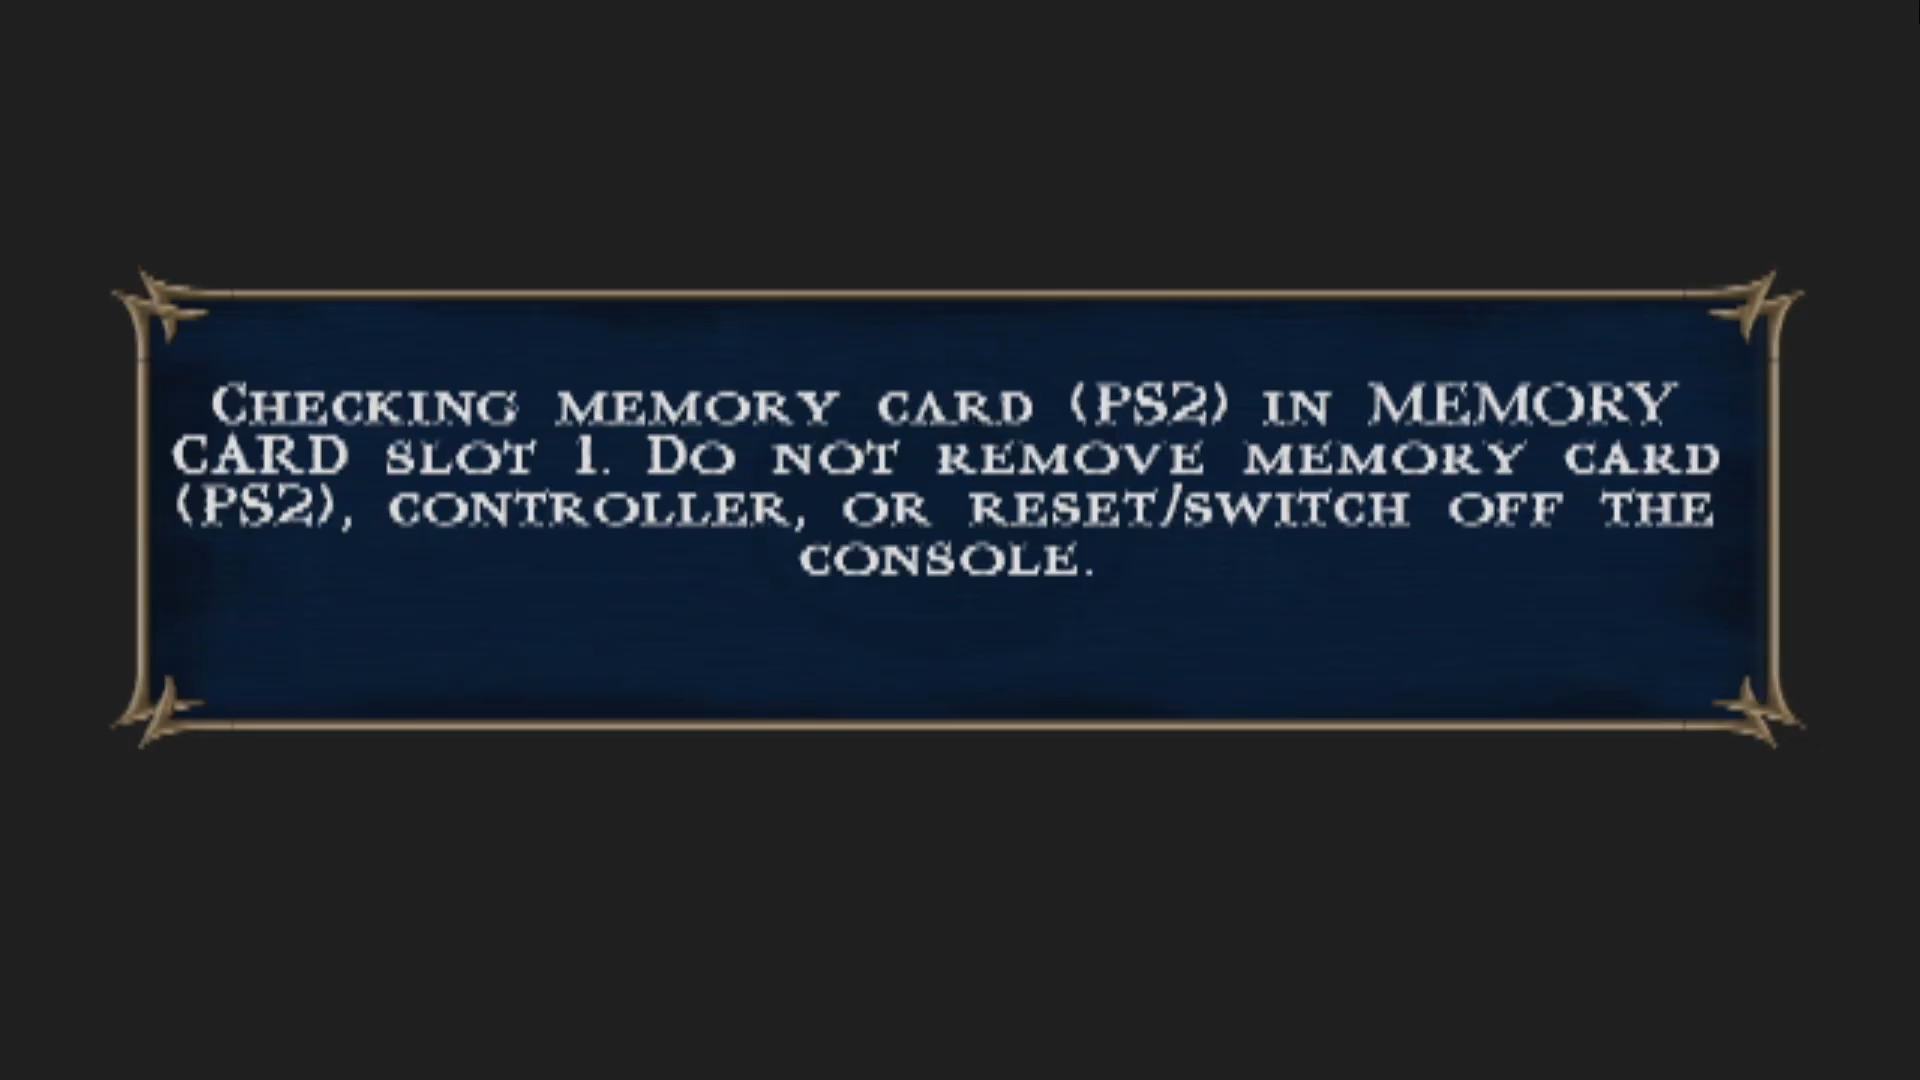 Checking memory card (PS2) in MEMORY
CARD slot 1. Do not remove memory card
(PS2), controller, or reset/switch off the
console.